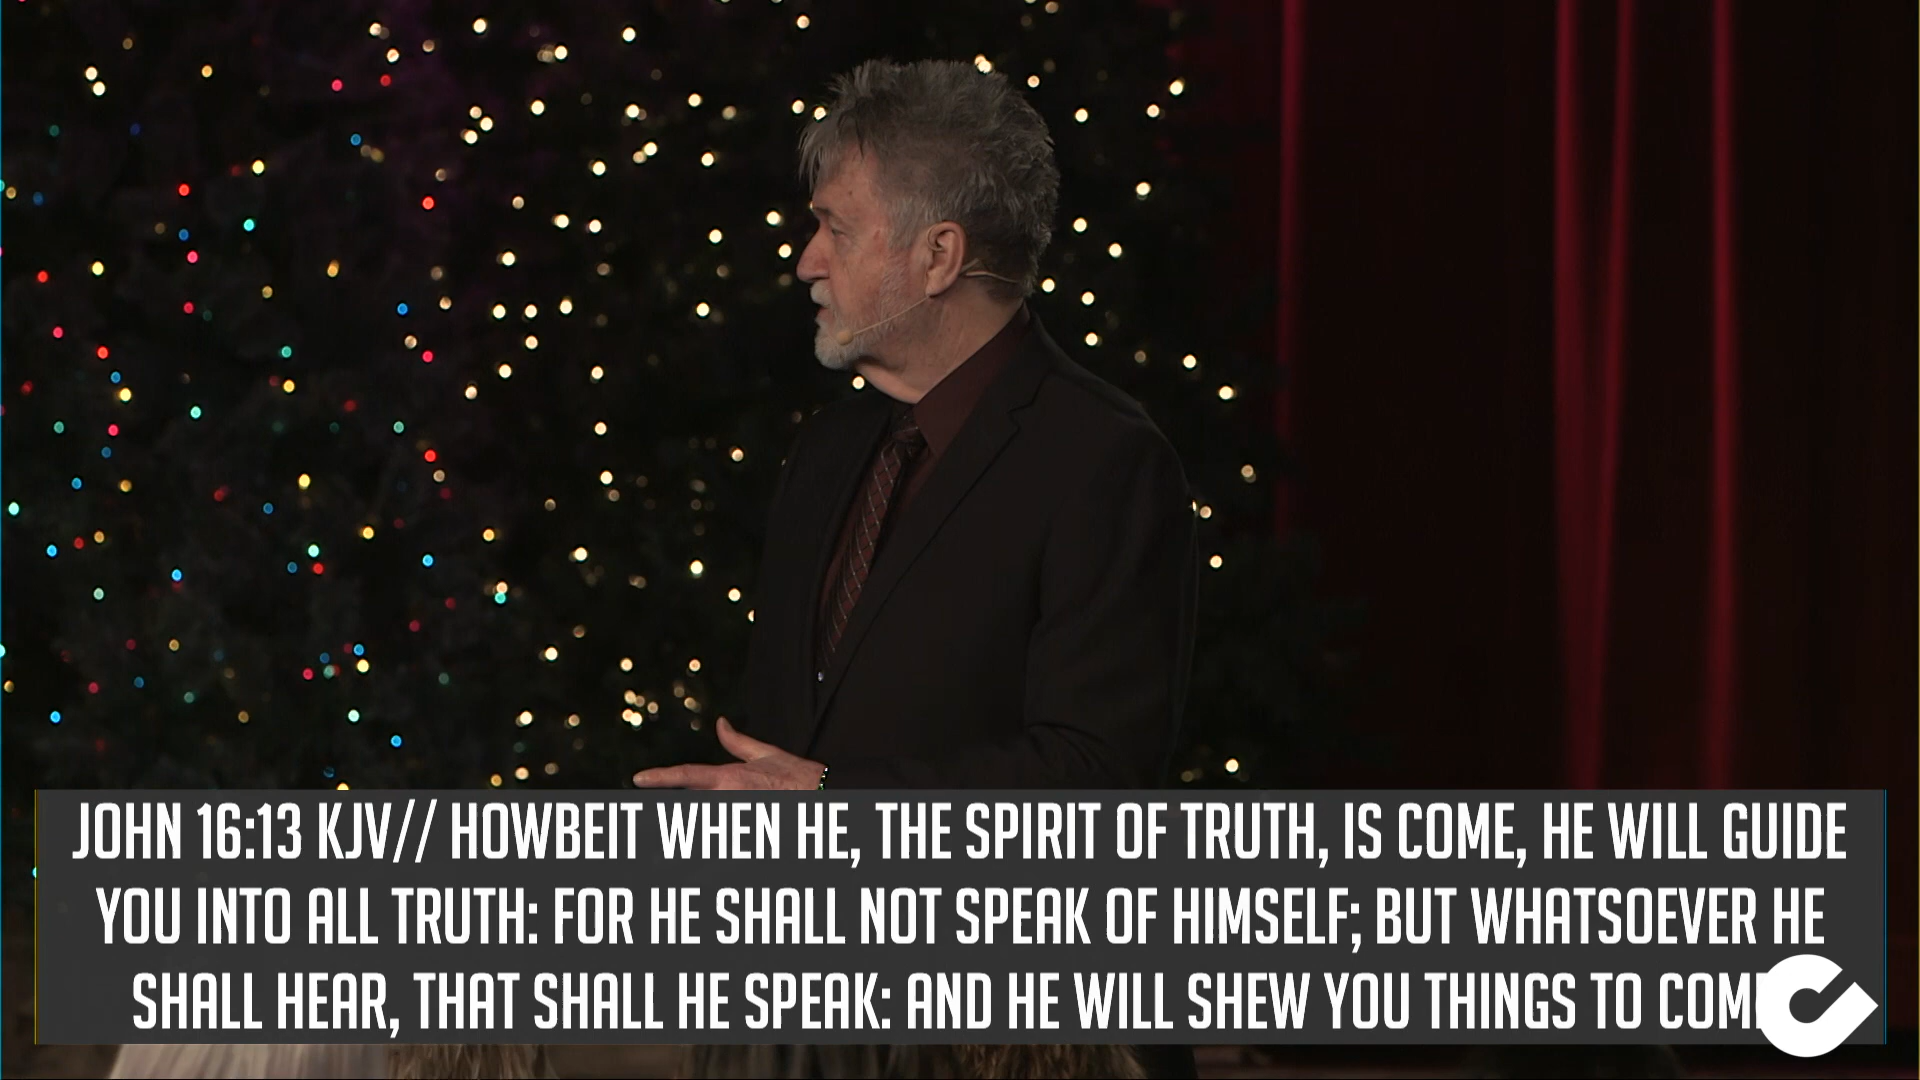 JOHN 16:13 KJV// HOWBEIT WHEN HE, THE SPIRIT OF TRUTH, IS COME, HE WILL GUIDE
YOU INTO ALL TRUTH: FOR HE SHALL NOT SPEAK OF HIMSELF; BUT WHATSOEVER HE
SHALL HEAR, THAT SHALL HE SPEAK: AND HE WILL SHEW YOU THINGS TO COME